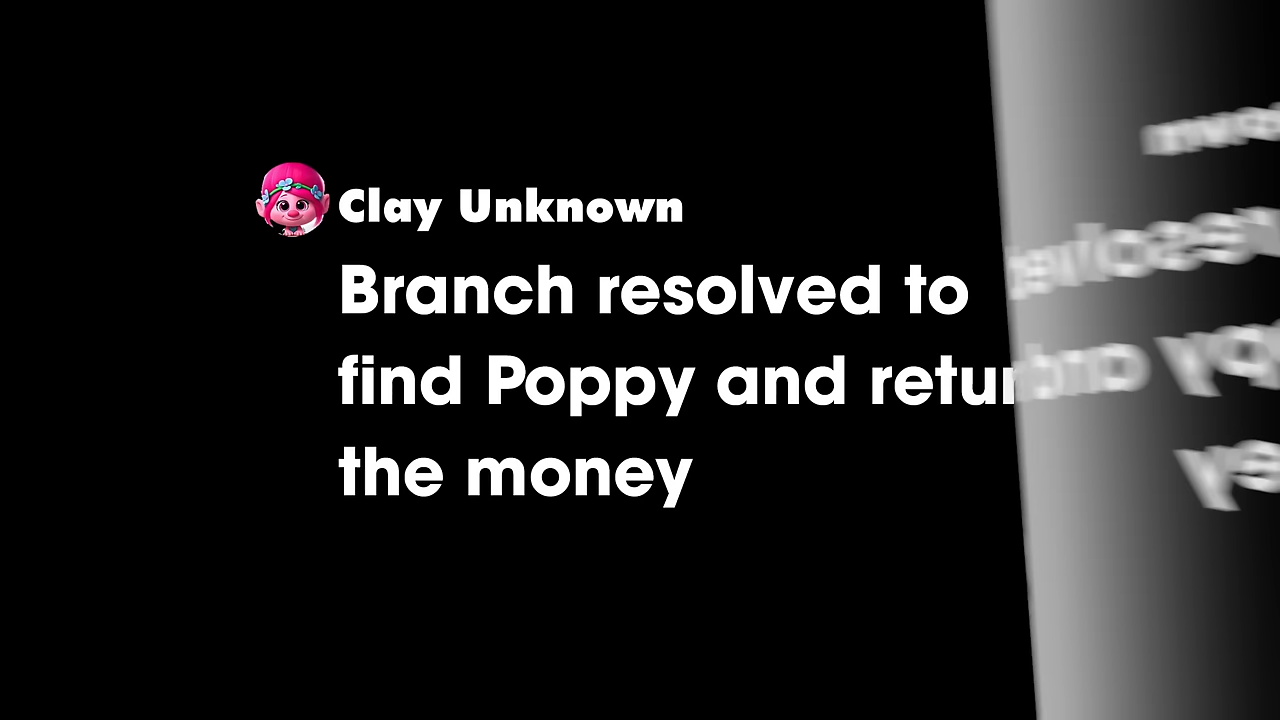 Clay Unknown
Branch resolved to
find Poppy and retur
the money